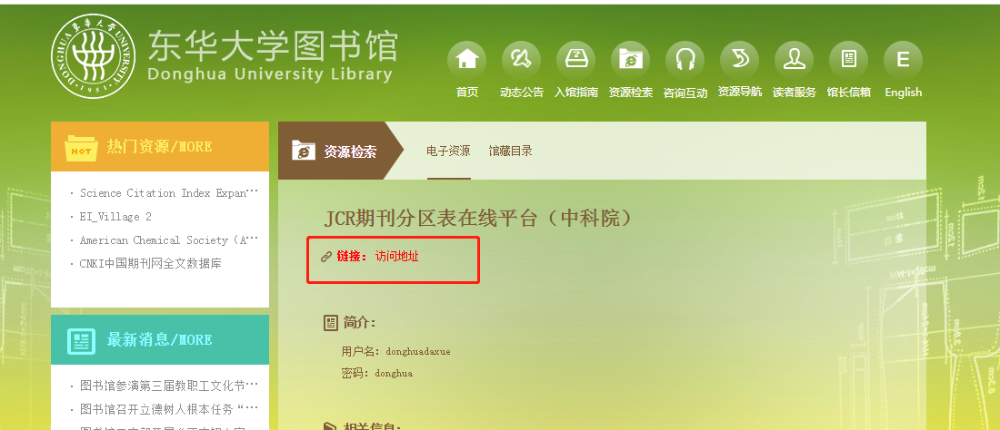 东华大学图书馆
Donghua University Library
DONGHUA UNIVERSITY
1951
首页
动态公告
入馆指南
资源检索
咨询互动
资源导航
读者服务
馆长信箱
E
English
HOT
热门资源/MORE
· Science Citation Index Expan…
· EI_Village 2
· American Chemical Society（A…
· CNKI中国期刊网全文数据库
最新消息/MORE
· 图书馆参演第三届教职工文化节…
· 图书馆召开立德树人根本任务“…
资源检索
电子资源
馆藏目录
JCR期刊分区表在线平台（中科院）
链接： 访问地址
简介：
用户名：donghuadaxue
密码：donghua
相关信息：